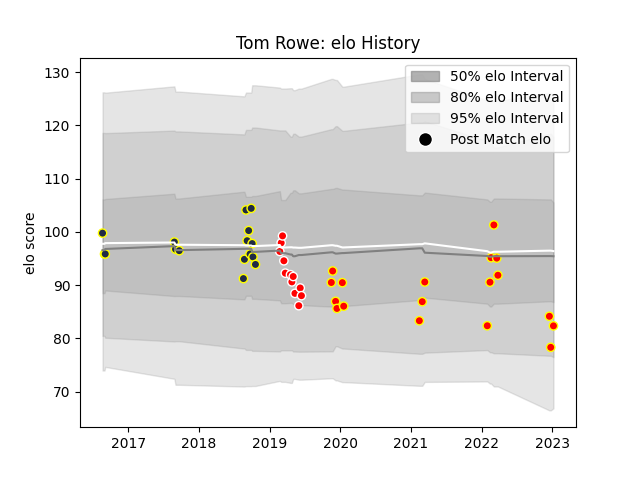 Tom Rowe: elo History
elo score
130
120
110
100
90
80
70
50% elo Interval
80% elo Interval
95% elo Interval
Post Match elo
2017 2018 2019 2020 2021 2022 2023